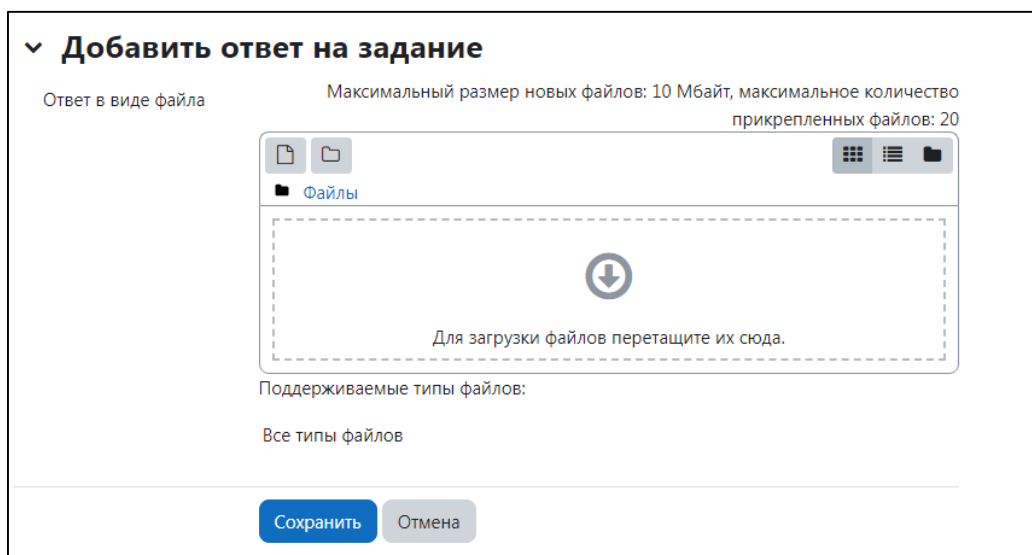 Добавить ответ на задание
Ответ в виде файла
Максимальный размер новых файлов: 10 Мбайт, максимальное количество
прикрепленных файлов: 20
Файлы
Для загрузки файлов перетащите их сюда.
Поддерживаемые типы файлов:
Все типы файлов
Сохранить Отмена